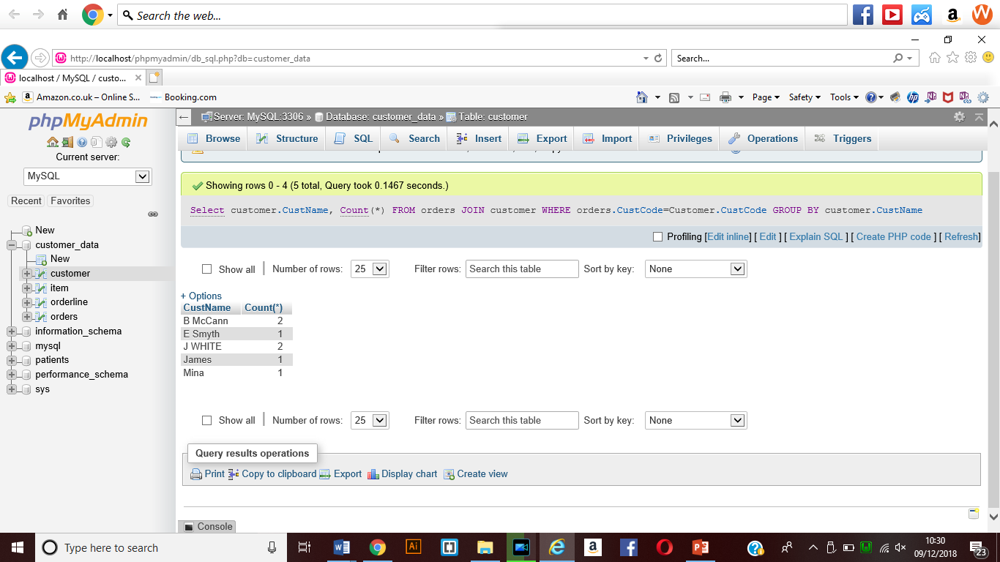 Search the web...
http://localhost/phpmyadmin/db_sql.php?db=customer_data
Search...
localhost / MySQL / custo...
Amazon.co.uk – Online S...
Booking.com
Page
Safety
Tools
phpMyAdmin
Current server:
MySQL
Recent
Favorites
New
customer_data
New
customer
item
orderline
orders
information_schema
mysql
patients
performance_schema
sys
Server: MySQL:3306 » Database: customer_data » Table: customer
Browse
Structure
SQL
Search
Insert
Export
Import
Privileges
Operations
Triggers
Showing rows 0 - 4 (5 total, Query took 0.1467 seconds.)
Select customer.CustName, Count(*) FROM orders JOIN customer WHERE orders.CustCode=Customer.CustCode GROUP BY customer.CustName
Profiling [Edit inline] [ Edit ] [ Explain SQL ] [ Create PHP code ] [ Refresh]
Show all
Number of rows:
25
Filter rows:
Search this table
Sort by key:
None
+ Options
CustName Count(*)
B McCann 2
E Smyth 1
J WHITE 2
James 1
Mina 1
Show all
Number of rows:
25
Filter rows:
Search this table
Sort by key:
None
Query results operations
Print
Copy to clipboard
Export
Display chart
Create view
Console
Type here to search
10:30
09/12/2018
23